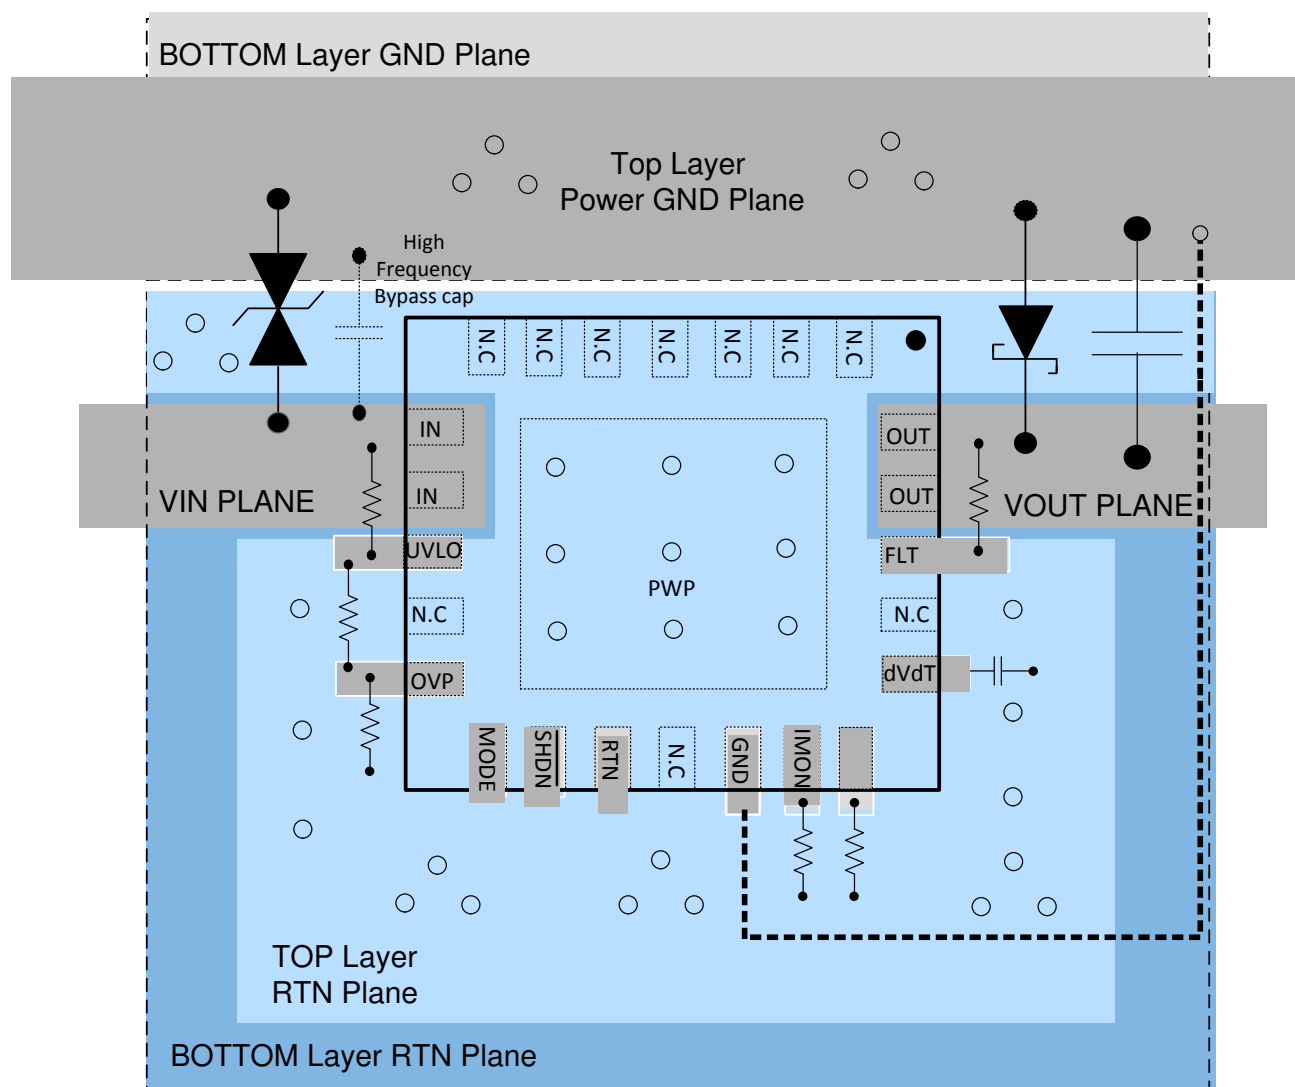 BOTTOM Layer GND Plane
Top Layer
Power GND Plane
High
Frequency
Bypass cap
N.C
N.C
N.C
N.C
N.C
N.C
N.C
IN
OUT
IN
OUT
VIN PLANE
VOUT PLANE
UVLO
FLT
PWP
N.C
N.C
OVP
dVdT
MODE
SHDN
RTN
N.C
GND
IMON
TOP Layer
RTN Plane
BOTTOM Layer RTN Plane